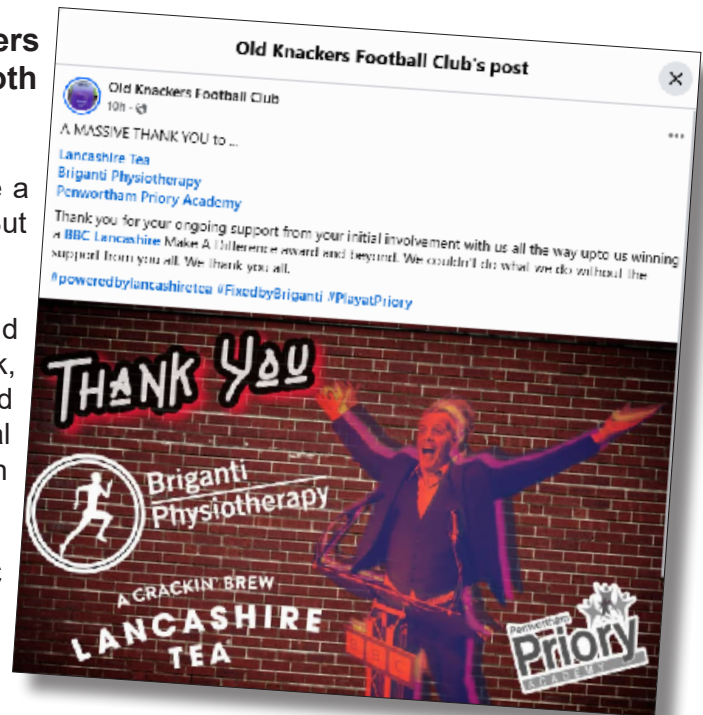 ers
oth
e a
But
d
k,
d
al
n
Old Knackers Football Club's post
Old Knackers Football Club
10h ·
A MASSIVE THANK YOU to ...
Lancashire Tea
Briganti Physiotherapy
Penwortham Priory Academy
Thank you for your ongoing support from your initial involvement with us all the way upto us winning
a BBC Lancashire Make A Difference award and beyond. We couldn't do what we do without the
support from you all. We thank you all.
#poweredbylancashiretea #FixedbyBriganti #PlayatPriory
THANK YOU
Briganti
Physiotherapy
A CRACKIN' BREW
LANCASHIRE
TEA
BBC
Penwortham
Priory
ACADEMY